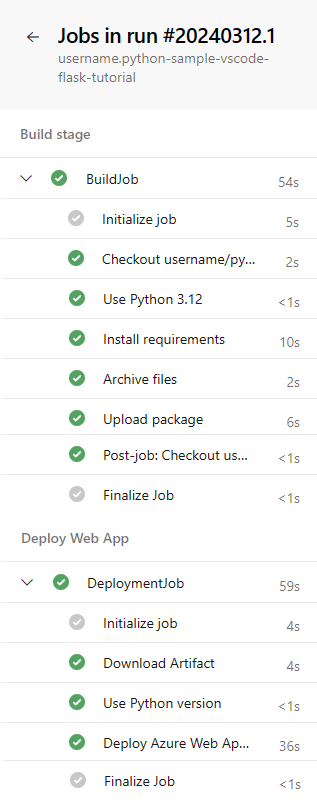 Jobs in run #20240312.1
username.python-sample-vscode-
flask-tutorial
Build stage
BuildJob 54s
Initialize job 5s
Checkout username/py... 2s
Use Python 3.12 <1s
Install requirements 10s
Archive files 2s
Upload package 6s
Post-job: Checkout us... <1s
Finalize Job <1s
Deploy Web App
DeploymentJob 59s
Initialize job 4s
Download Artifact 4s
Use Python version <1s
Deploy Azure Web Ap... 36s
Finalize Job <1s